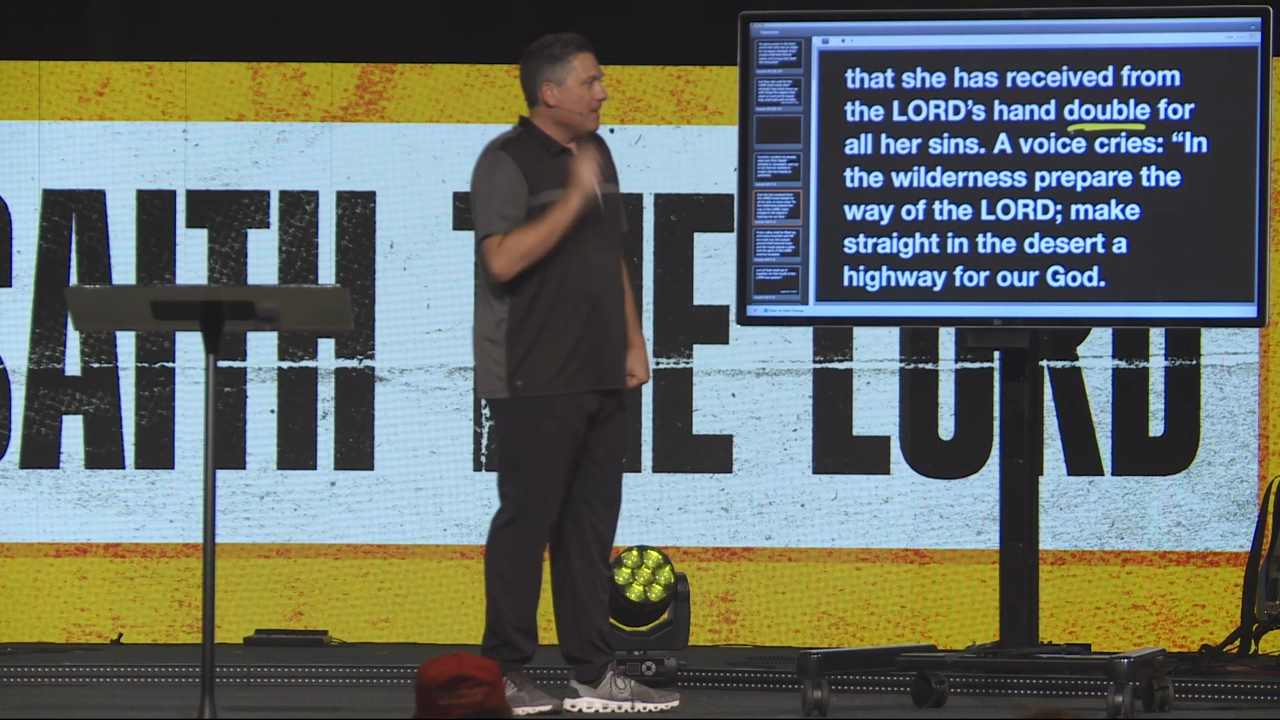 that she has received from
the LORD’s hand double for
all her sins. A voice cries: “In
the wilderness prepare the
way of the LORD; make
straight in the desert a
highway for our God.
SAITH THE LORD